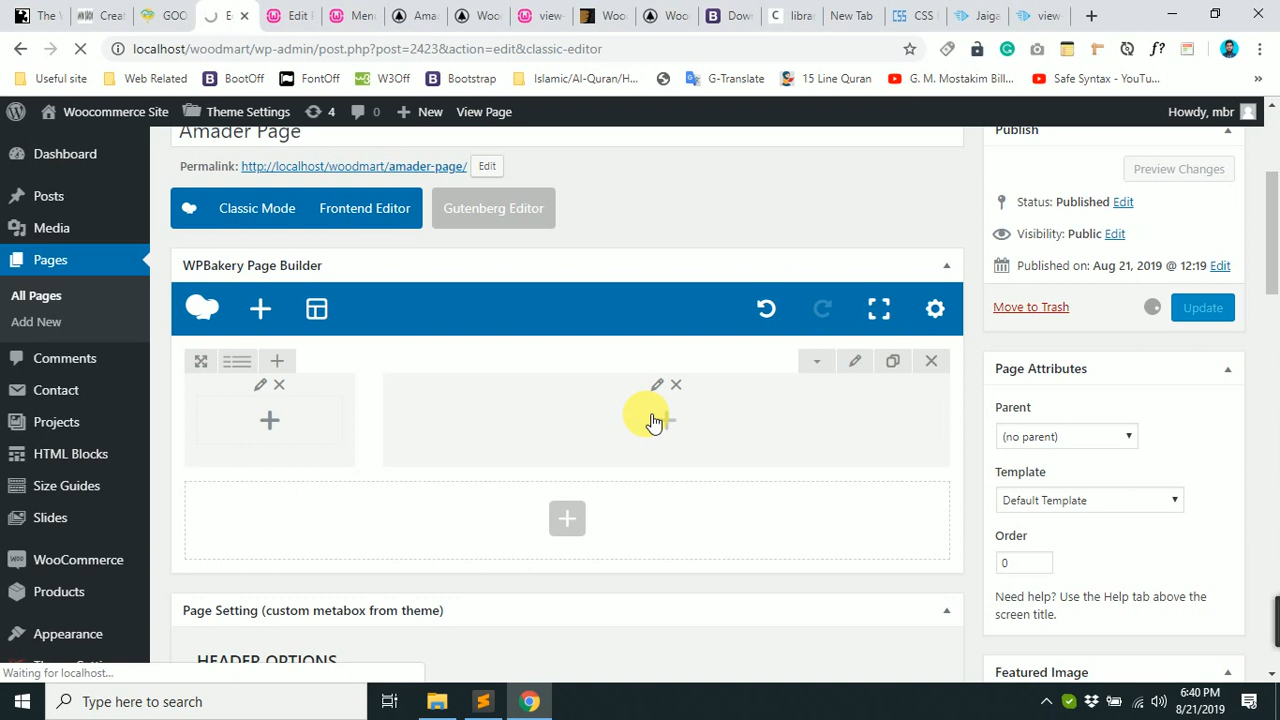 The \
Creat
GOO
E
Edit F
Men
Ama
Woo
view-
Woo
Woo
Dow
librar
New Tab
CSS
Jaiga
view
localhost/woodmart/wp-admin/post.php?post=2423&action=edit&classic-editor
Useful site
Web Related
BootOff
FontOff
W3Off
Bootstrap
Islamic/Al-Quran/H...
G-Translate
15 Line Quran
G. M. Mostakim Bill...
Safe Syntax - YouTu...
»
Woocommerce Site
Theme Settings
4
0
New
View Page
Howdy, mbr
Dashboard
Posts
Media
Pages
All Pages
Add New
Comments
Contact
Projects
HTML Blocks
Size Guides
Slides
WooCommerce
Products
Appearance
Amader Page
Permalink: http://localhost/woodmart/amader-page/ Edit
Classic Mode
Frontend Editor
Gutenberg Editor
WPBakery Page Builder
Page Setting (custom metabox from theme)
HEADER OPTIONS
Publish
Preview Changes
Status: Published Edit
Visibility: Public Edit
Published on: Aug 21, 2019 @ 12:19 Edit
Move to Trash
Update
Page Attributes
Parent
(no parent)
Template
Default Template
Order
0
Need help? Use the Help tab above the
screen title.
Featured Image
Waiting for localhost...
Type here to search
6:40 PM
8/21/2019